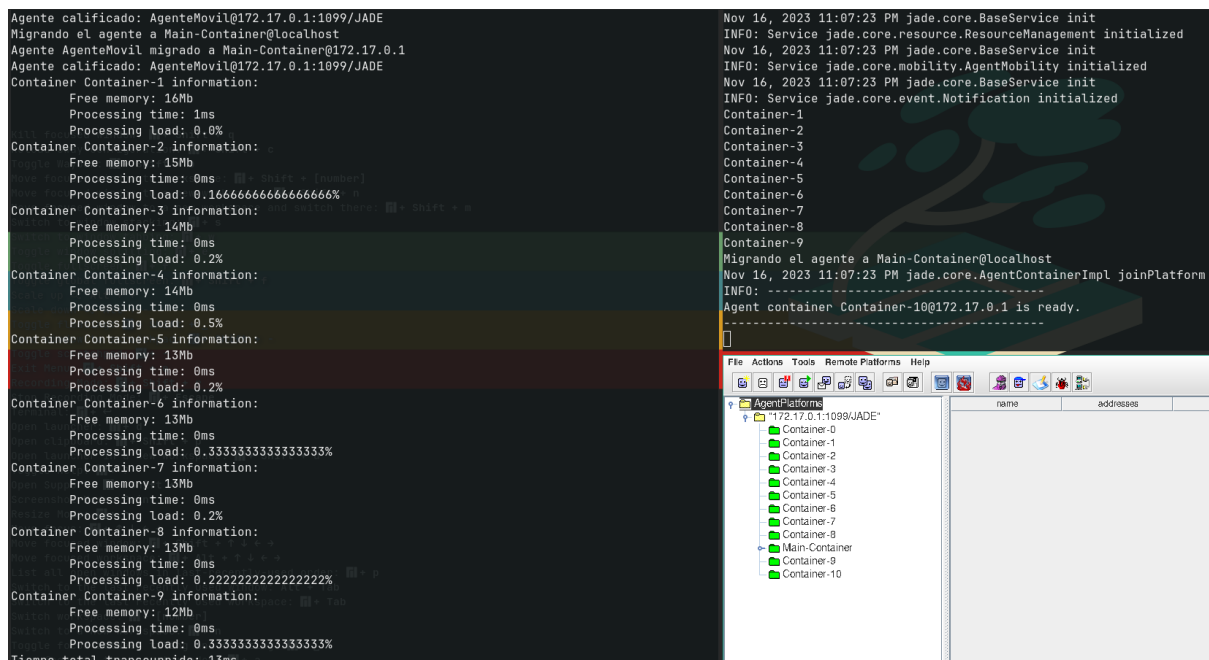 Agente calificado: AgenteMovil@172.17.0.1:1099/JADE
Migrando el agente a Main-Container@localhost
Agente AgenteMovil migrado a Main-Container@172.17.0.1
Agente calificado: AgenteMovil@172.17.0.1:1099/JADE
Container Container-1 information:
Free memory: 16Mb
Processing time: 1ms
Processing load: 0.0%
Container Container-2 information:
Free memory: 15Mb
Processing time: 0ms
Processing load: 0.16666666666666666%
Container Container-3 information:
Free memory: 14Mb
Processing time: 0ms
Processing load: 0.2%
Container Container-4 information:
Free memory: 14Mb
Processing time: 0ms
Processing load: 0.5%
Container Container-5 information:
Free memory: 13Mb
Processing time: 0ms
Processing load: 0.2%
Container Container-6 information:
Free memory: 13Mb
Processing time: 0ms
Processing load: 0.3333333333333333%
Container Container-7 information:
Free memory: 13Mb
Processing time: 0ms
Processing load: 0.2%
Container Container-8 information:
Free memory: 13Mb
Processing time: 0ms
Processing load: 0.2222222222222222%
Container Container-9 information:
Free memory: 12Mb
Processing time: 0ms
Processing load: 0.3333333333333333%
Tiempo total transcurrido: 13ms
Nov 16, 2023 11:07:23 PM jade.core.BaseService init
INFO: Service jade.core.resource.ResourceManagement initialized
Nov 16, 2023 11:07:23 PM jade.core.BaseService init
INFO: Service jade.core.mobility.AgentMobility initialized
Nov 16, 2023 11:07:23 PM jade.core.BaseService init
INFO: Service jade.core.event.Notification initialized
Container-1
Container-2
Container-3
Container-4
Container-5
Container-6
Container-7
Container-8
Container-9
Migrando el agente a Main-Container@localhost
Nov 16, 2023 11:07:23 PM jade.core.AgentContainerImpl joinPlatform
INFO: --------------------------------------
Agent container Container-10@172.17.0.1 is ready.
--------------------------------------------
File Actions Tools Remote Platforms Help
AgentPlatforms
"172.17.0.1:1099/JADE"
Container-0
Container-1
Container-2
Container-3
Container-4
Container-5
Container-6
Container-7
Container-8
Main-Container
Container-9
Container-10
name addresses